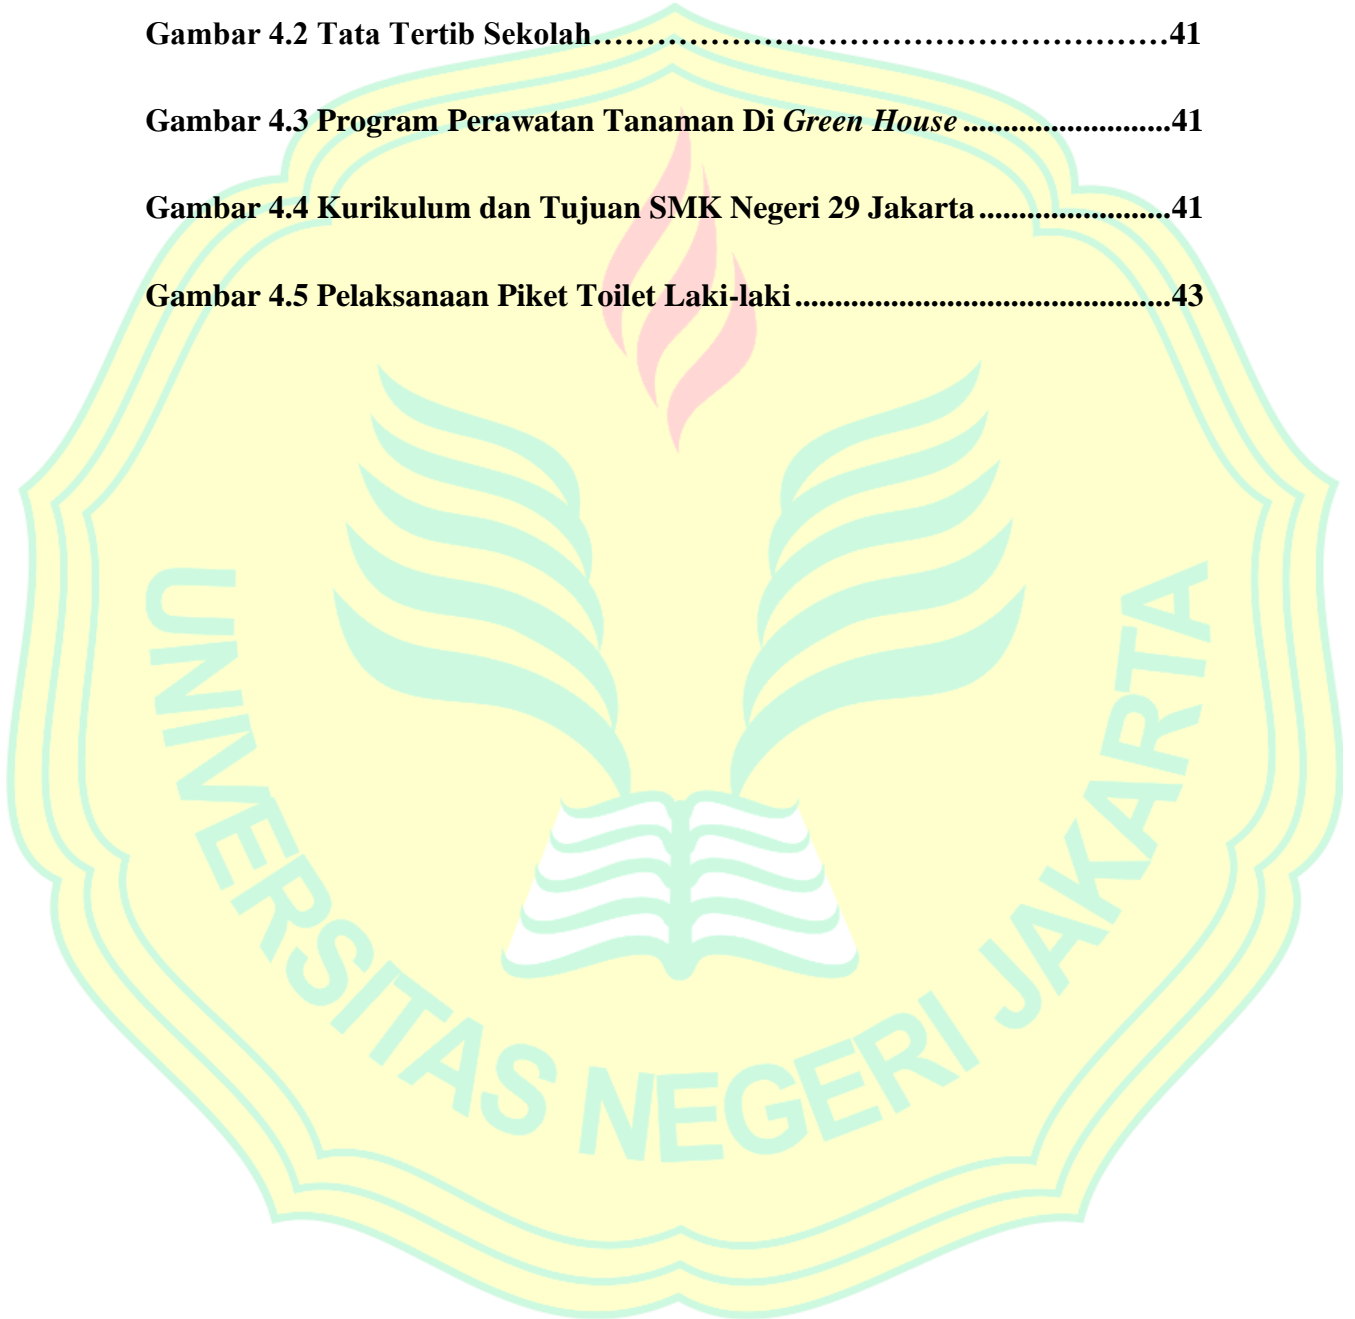 Gambar 4.2 Tata Tertib Sekolah……………………………………………….41
Gambar 4.3 Program Perawatan Tanaman Di Green House ..........................41
Gambar 4.4 Kurikulum dan Tujuan SMK Negeri 29 Jakarta ........................41
Gambar 4.5 Pelaksanaan Piket Toilet Laki-laki ...............................................43
UNIVERSITAS NEGERI JAKARTA